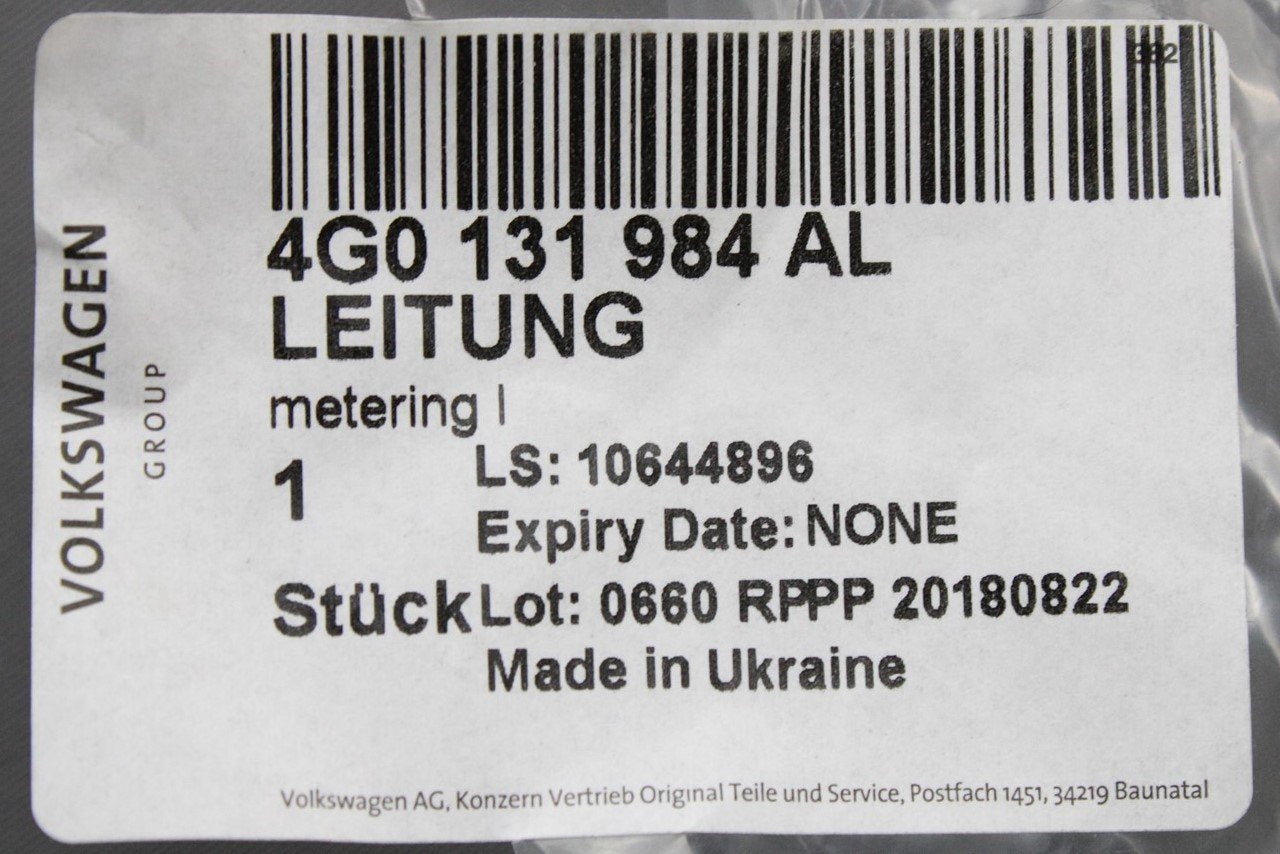 VOLKSWAGEN
GROUP
4G0 131 984 AL
LEITUNG
metering l
1
LS: 10644896
Expiry Date: NONE
Stück Lot: 0660 RPPP 20180822
Made in Ukraine
Volkswagen AG, Konzern Vertrieb Original Teile und Service, Postfach 1451, 34219 Baunatal